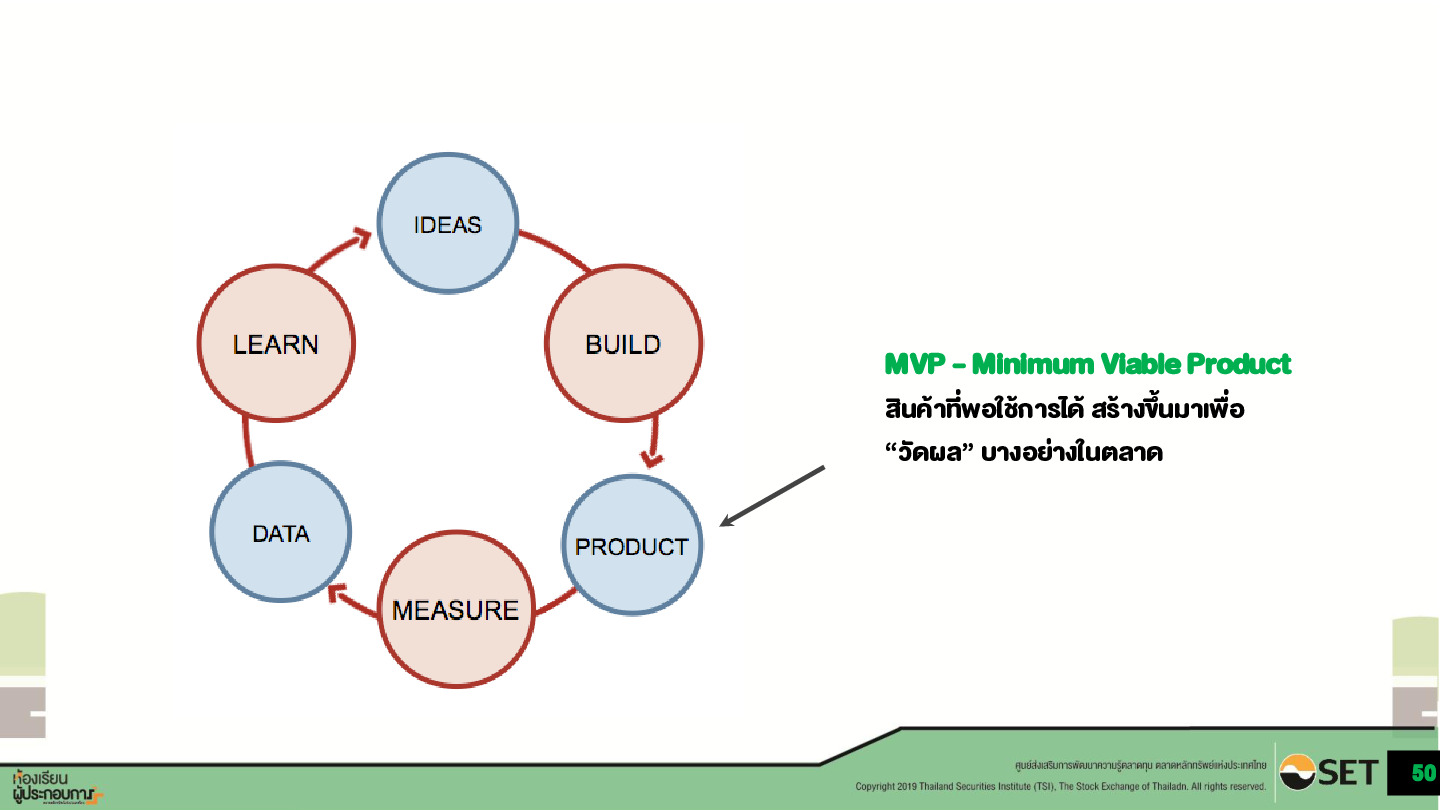 IDEAS
LEARN
BUILD
MVP – Minimum Viable Product
สินค้าที่พอใช้การได้ สร้างขึ้นมาเพื่อ
“วัดผล” บางอย่างในตลาด
DATA
PRODUCT
MEASURE
ศูนย์ส่งเสริมการพัฒนาความรู้ตลาดทุน ตลาดหลักทรัพย์แห่งประเทศไทย
Copyright 2019 Thailand Securities Institute (TSI), The Stock Exchange of Thailadn. All rights reserved.
SET
50
ห้องเรียน
ผู้ประกอบการ